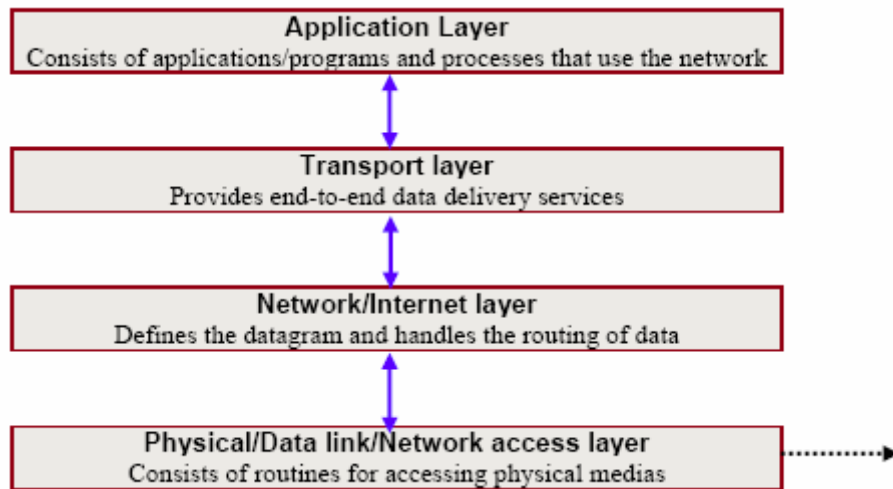 Application Layer
Consists of applications/programs and processes that use the network
Transport layer
Provides end-to-end data delivery services
Network/Internet layer
Defines the datagram and handles the routing of data
Physical/Data link/Network access layer
Consists of routines for accessing physical medias